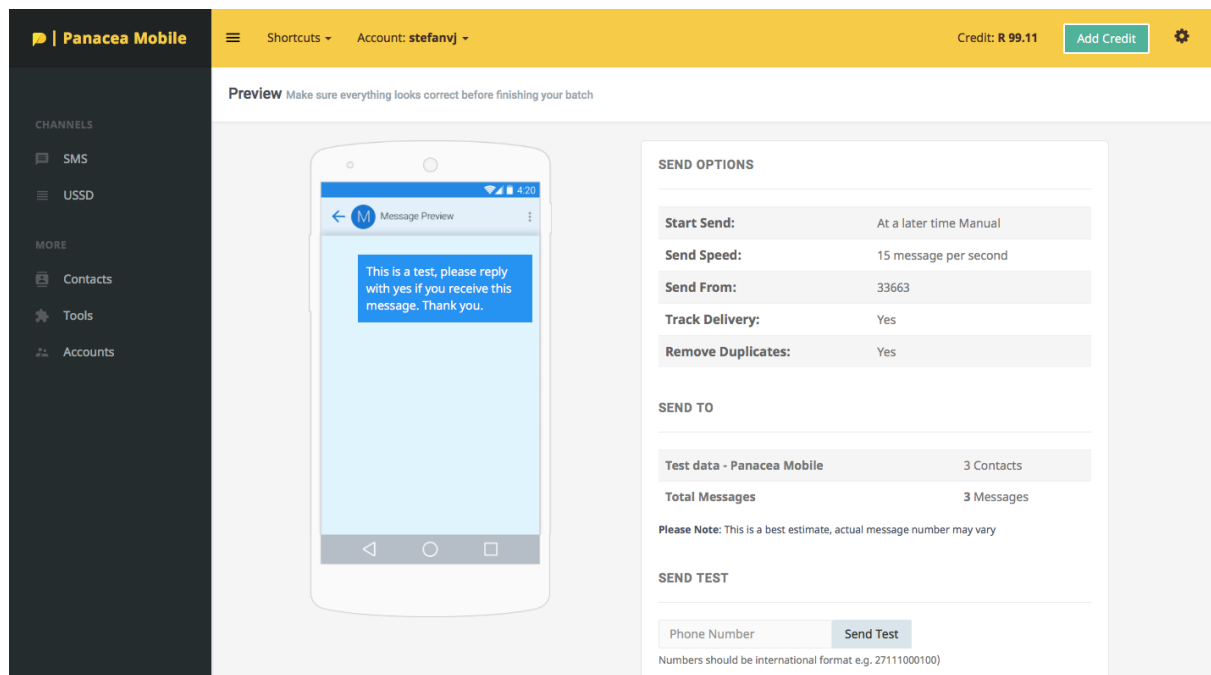 | Panacea Mobile
Shortcuts
Account: stefanvj
Credit: R 99.11
Add Credit
Preview Make sure everything looks correct before finishing your batch
CHANNELS
SMS
USSD
MORE
Contacts
Tools
Accounts
4:20
M Message Preview
This is a test, please reply
with yes if you receive this
message. Thank you.
SEND OPTIONS
Start Send: At a later time Manual
Send Speed: 15 message per second
Send From: 33663
Track Delivery: Yes
Remove Duplicates: Yes
SEND TO
Test data - Panacea Mobile 3 Contacts
Total Messages 3 Messages
Please Note: This is a best estimate, actual message number may vary
SEND TEST
Phone Number Send Test
Numbers should be international format e.g. 27111000100)